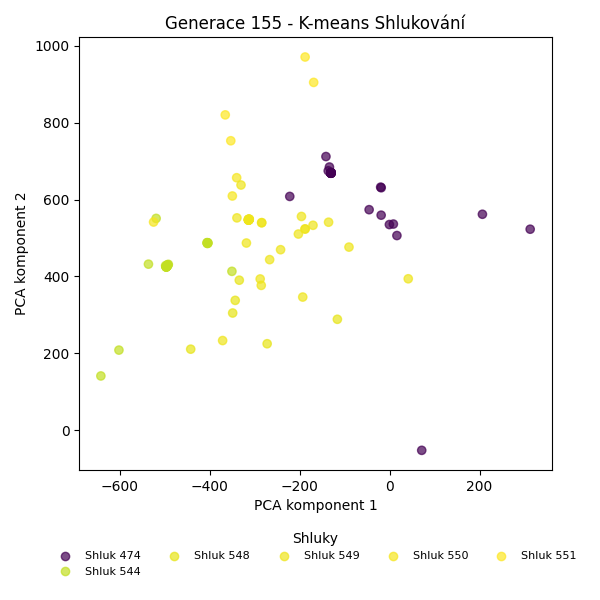 Generace 155 - K-means Shlukování
PCA komponent 2
1000
800
600
400
200
0
−600 −400 −200 0 200
PCA komponent 1
Shluky
Shluk 474 Shluk 548 Shluk 549 Shluk 550 Shluk 551
Shluk 544